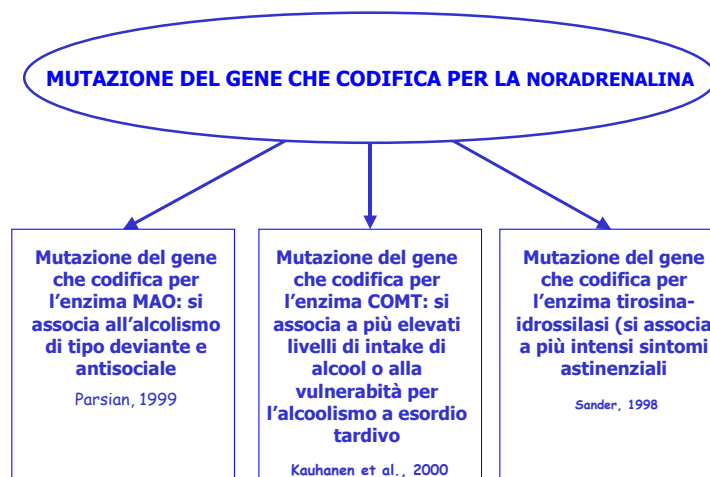 MUTAZIONE DEL GENE CHE CODIFICA PER LA NORADRENALINA
Mutazione del gene
che codifica per
l'enzima MAO: si
associa all'alcolismo
di tipo deviante e
antisociale
Parsian, 1999
Mutazione del gene
che codifica per
l'enzima COMT: si
associa a più elevati
livelli di intake di
alcool o alla
vulnerabità per
l'alcoolismo a esordio
tardivo
Kauhanen et al., 2000
Mutazione del gene
che codifica per
l'enzima tirosina-
idrossilasi (si associa
a più intensi sintomi
astinenziali
Sander, 1998